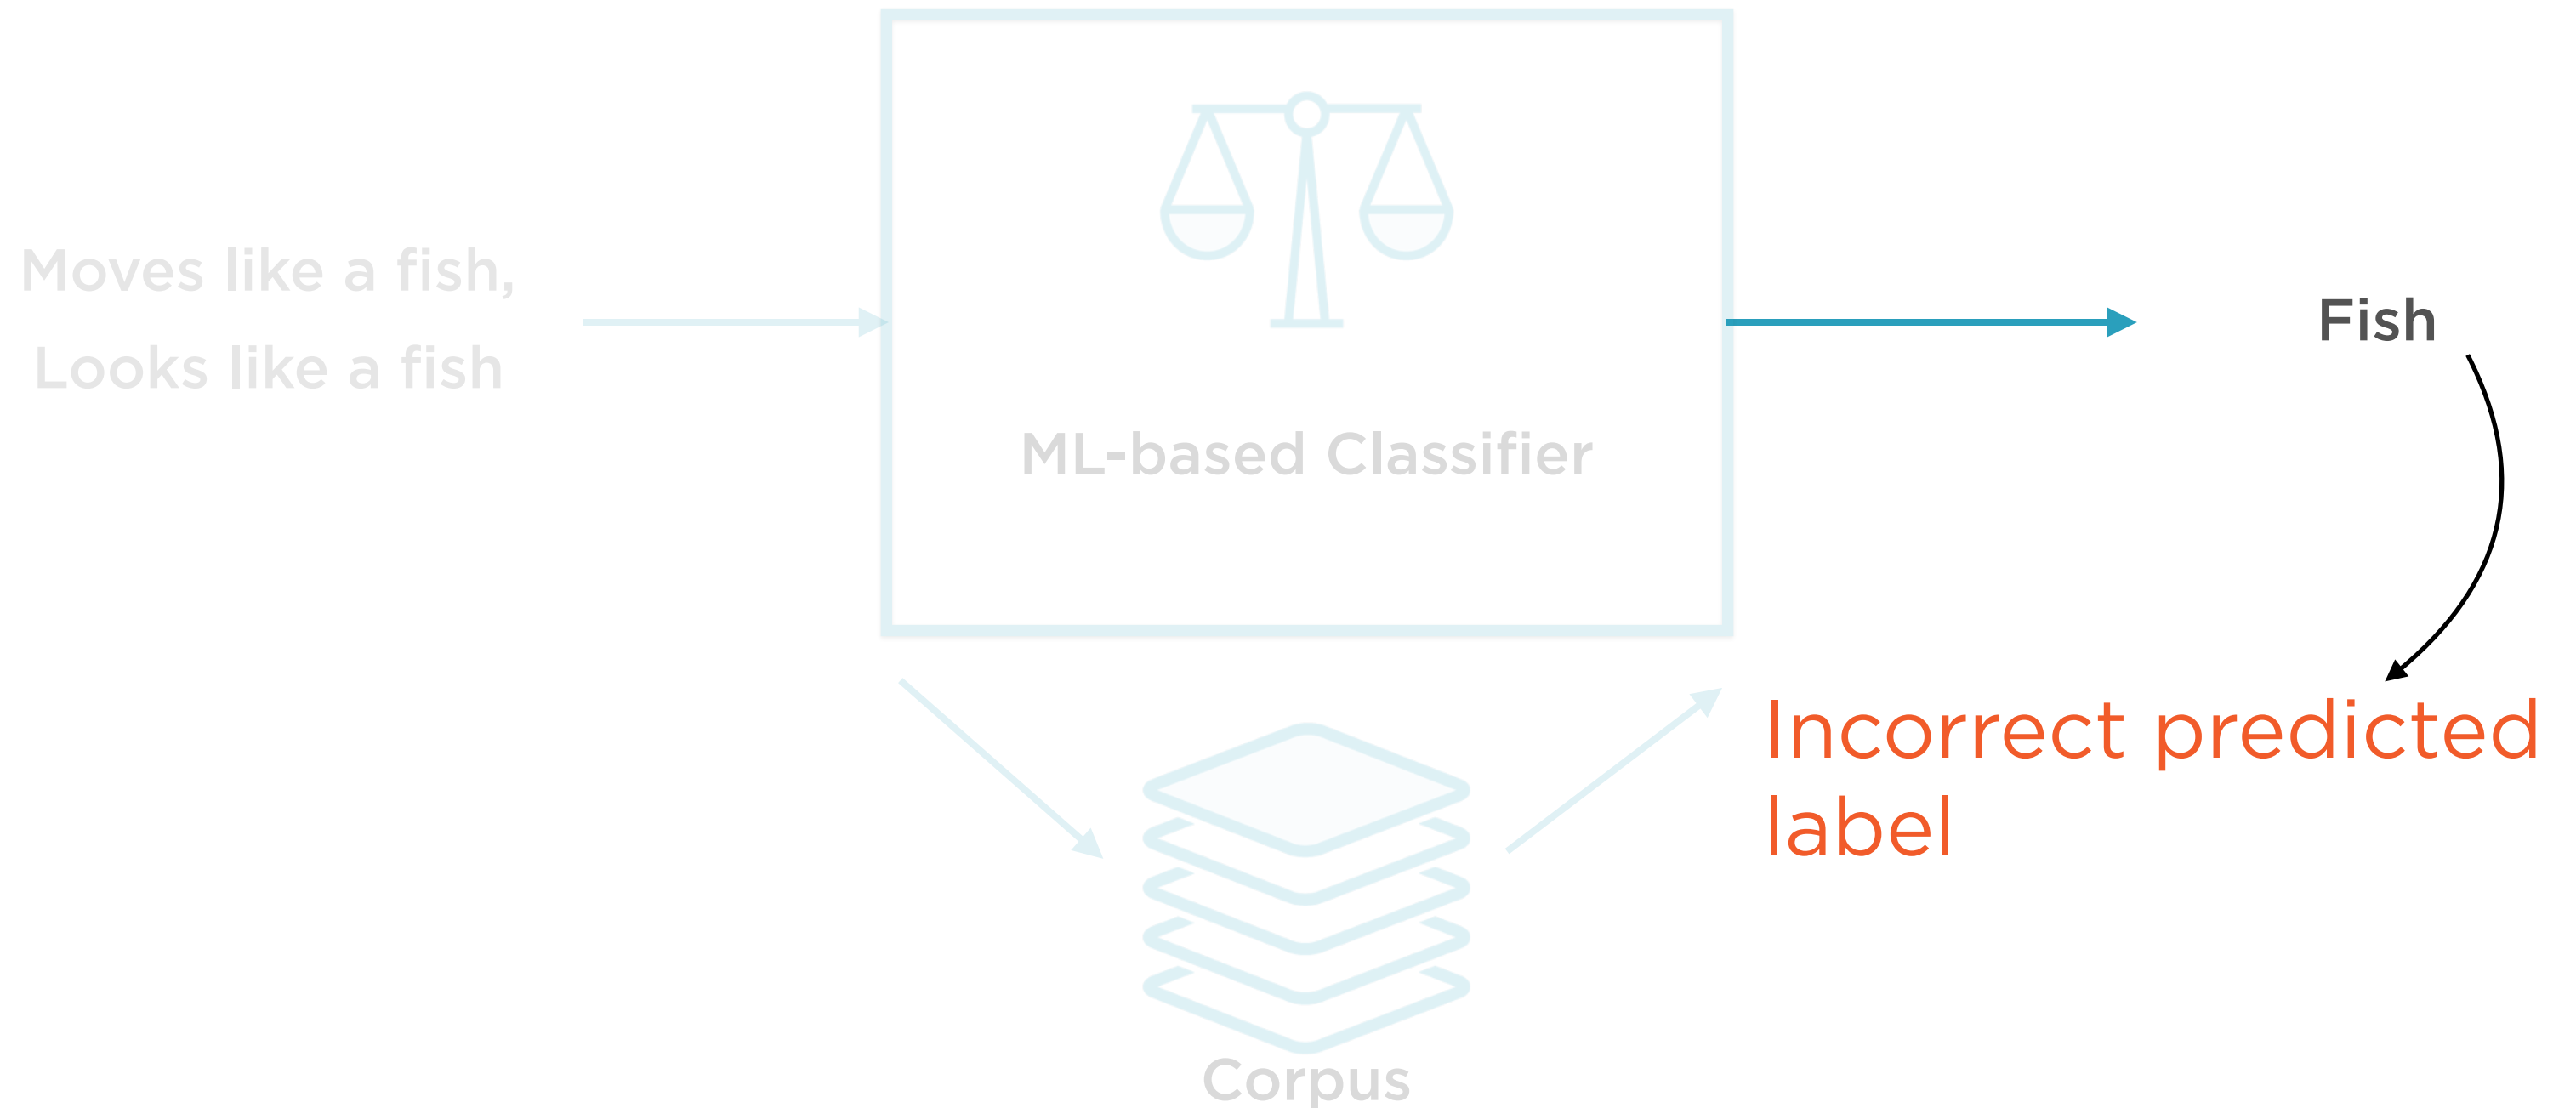 Moves like a fish,
Looks like a fish
ML-based Classifier
Fish
Incorrect predicted
label
Corpus